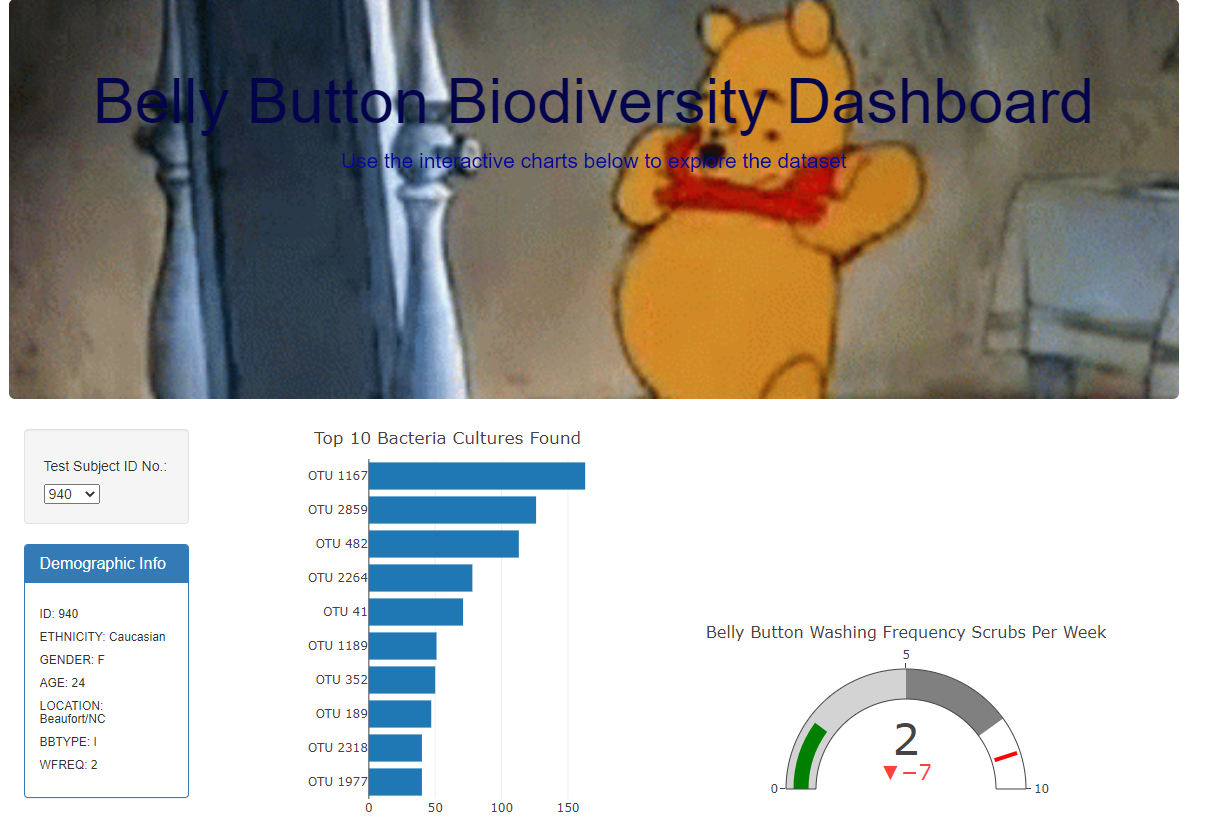 Belly Button Biodiversity Dashboard
Use the interactive charts below to explore the dataset
Test Subject ID No.:
940
Demographic Info
ID: 940
ETHNICITY: Caucasian
GENDER: F
AGE: 24
LOCATION:
Beaufort/NC
BBTYPE: I
WFREQ: 2
Top 10 Bacteria Cultures Found
OTU 1167
OTU 2859
OTU 482
OTU 2264
OTU 41
OTU 1189
OTU 352
OTU 189
OTU 2318
OTU 1977
0 50 100 150
Belly Button Washing Frequency Scrubs Per Week
5
2
▼−7
0 10